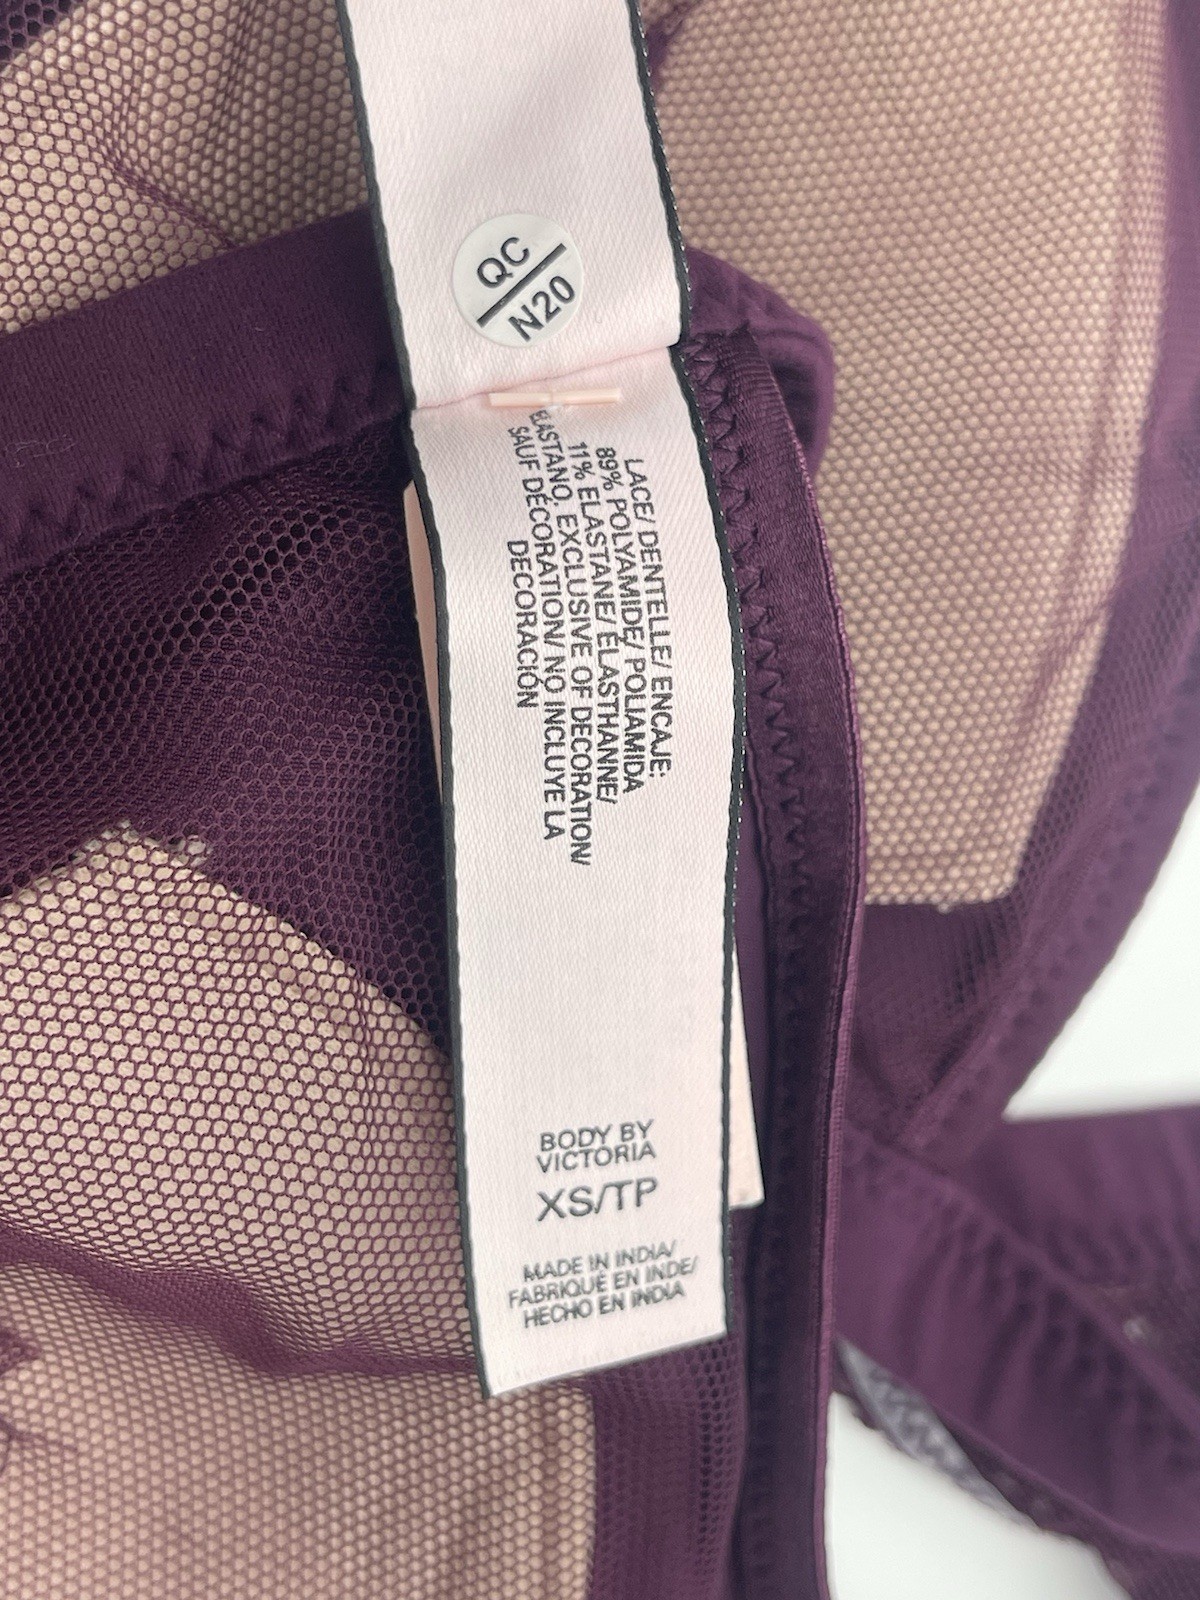 QC
N20
LACE/ DENTELLE/ ENCAJE:
89% POLYAMIDE/ POLIAMIDA
11% ELASTANE/ ÉLASTHANNE/
ELASTANO, EXCLUSIVE OF DECORATION/
SAUF DÉCORATION/ NO INCLUYE LA
DECORACIÓN
BODY BY
VICTORIA
XS/TP
MADE IN INDIA/
FABRIQUÉ EN INDE/
HECHO EN INDIA